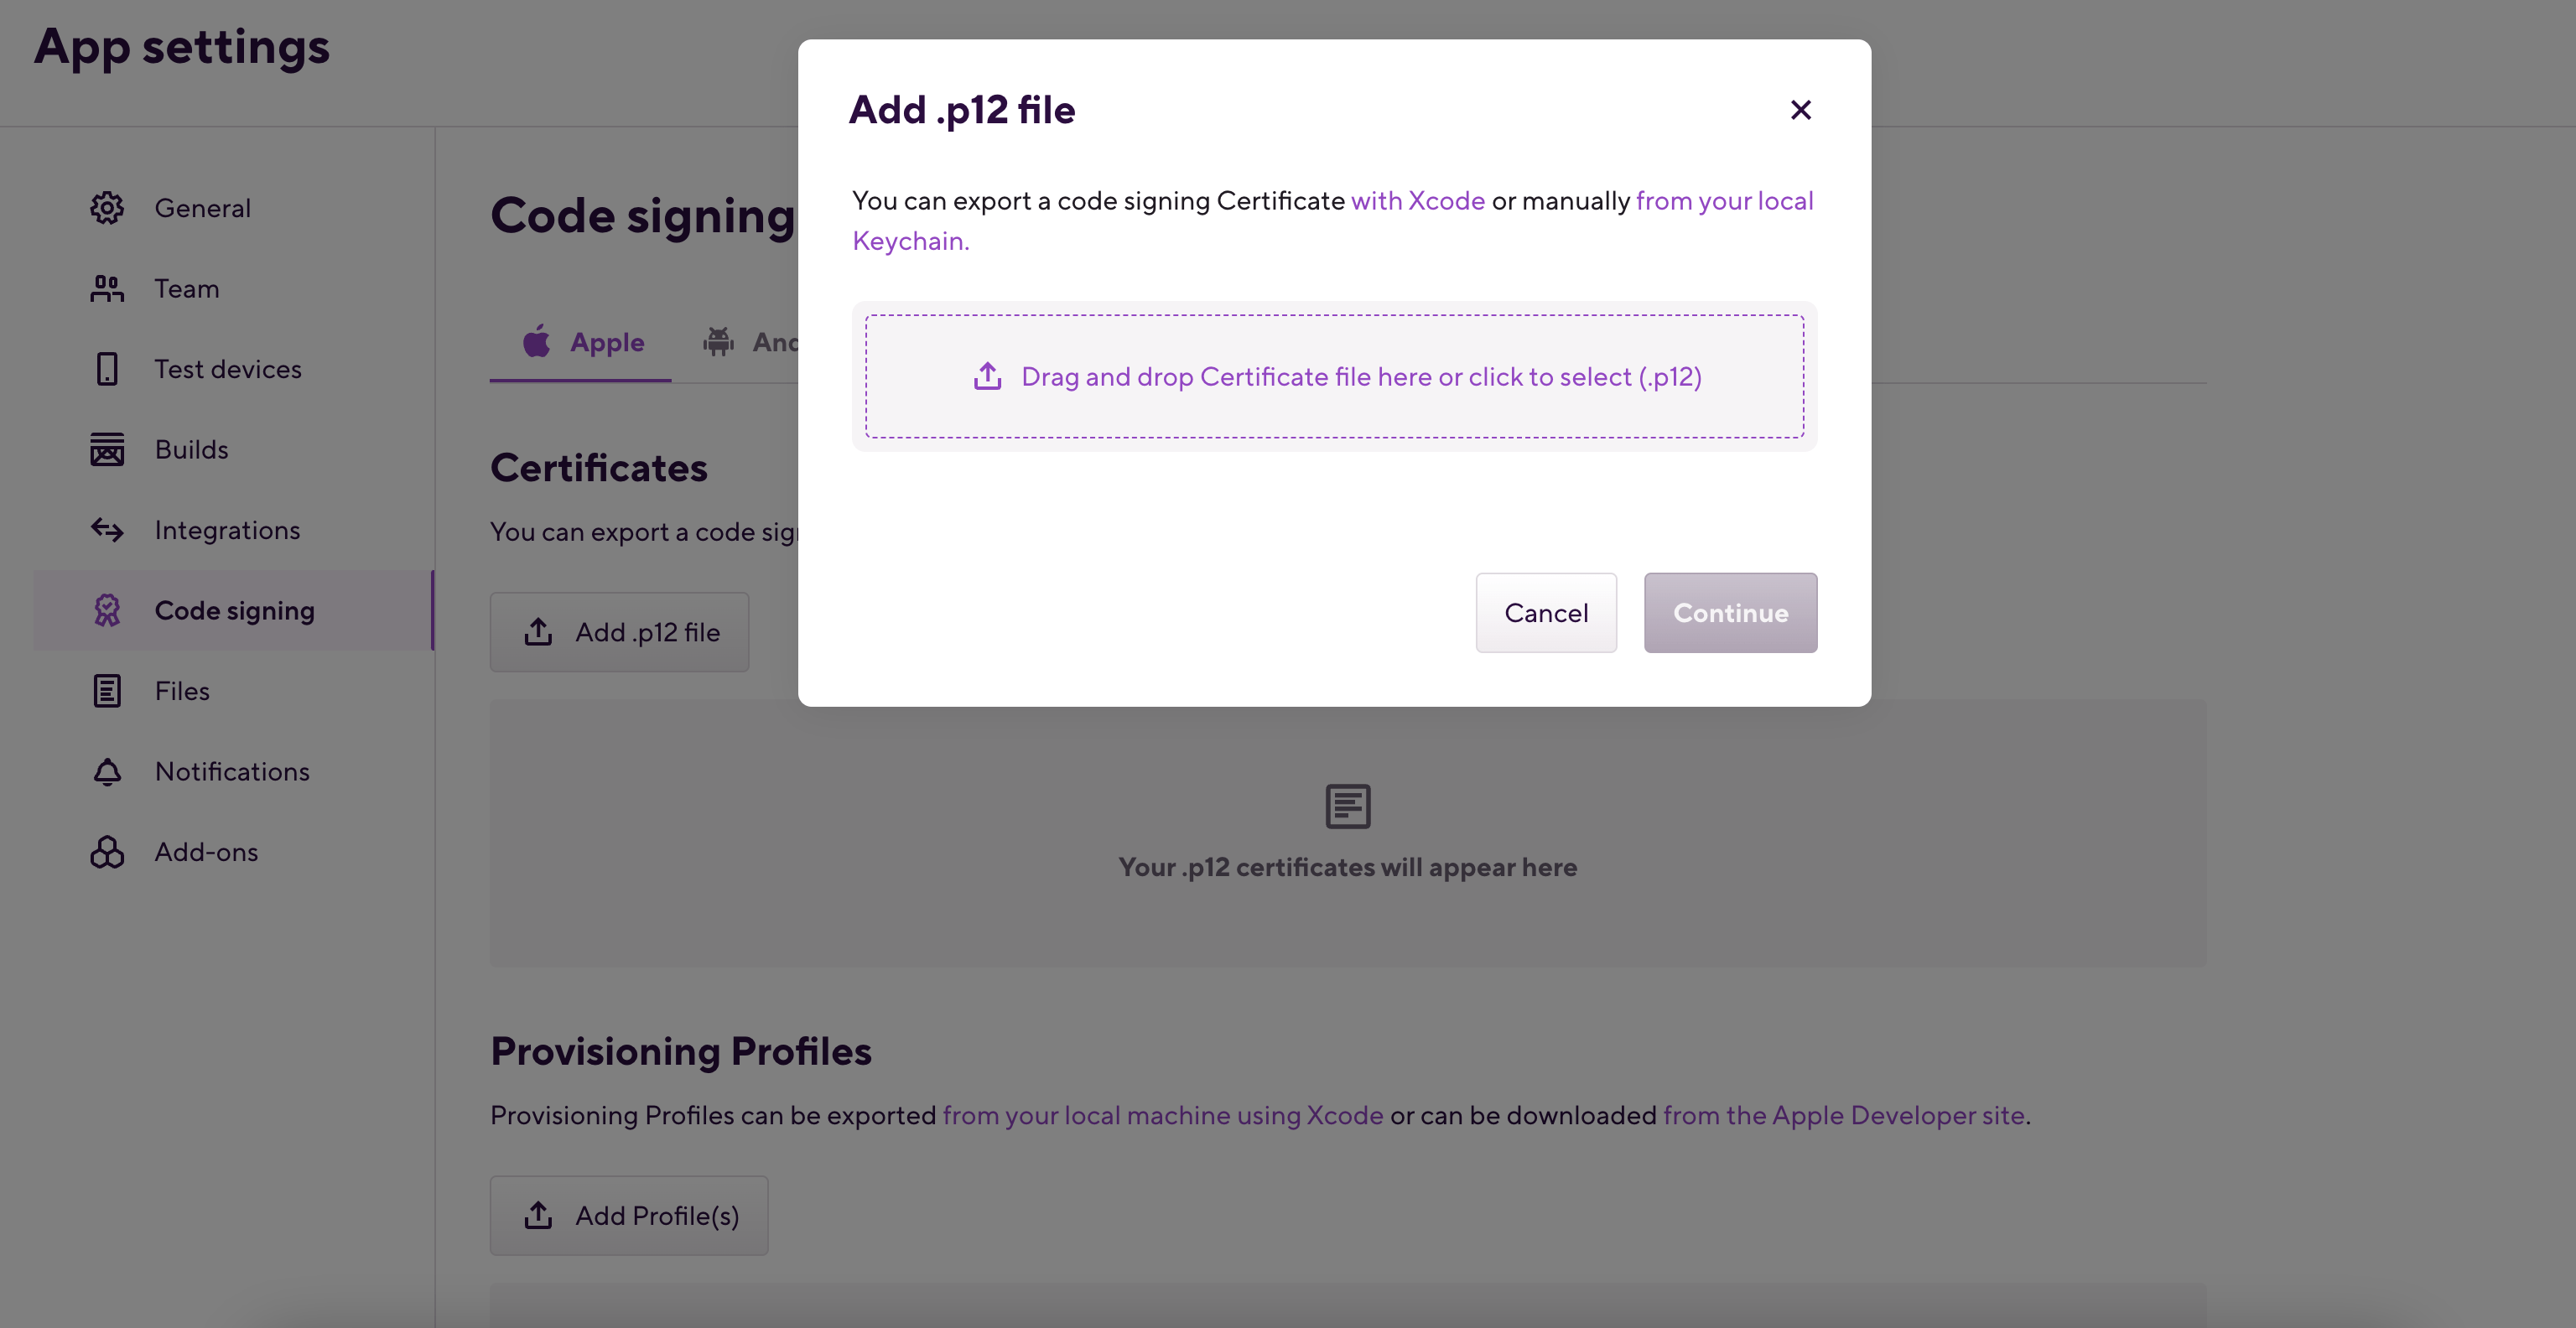 App settings
General
Team
Test devices
Builds
Integrations
Code signing
Files
Notifications
Add-ons
Code signing
Apple
Certificates
You can export a code
Add .p12 file
Your .p12 certificates will appear here
Provisioning Profiles
Provisioning Profiles can be exported from your local machine using Xcode or can be downloaded from the Apple Developer site.
Add Profile(s)
Add .p12 file
You can export a code signing Certificate with Xcode or manually from your local
Keychain.
Drag and drop Certificate file here or click to select (.p12)
Cancel
Continue